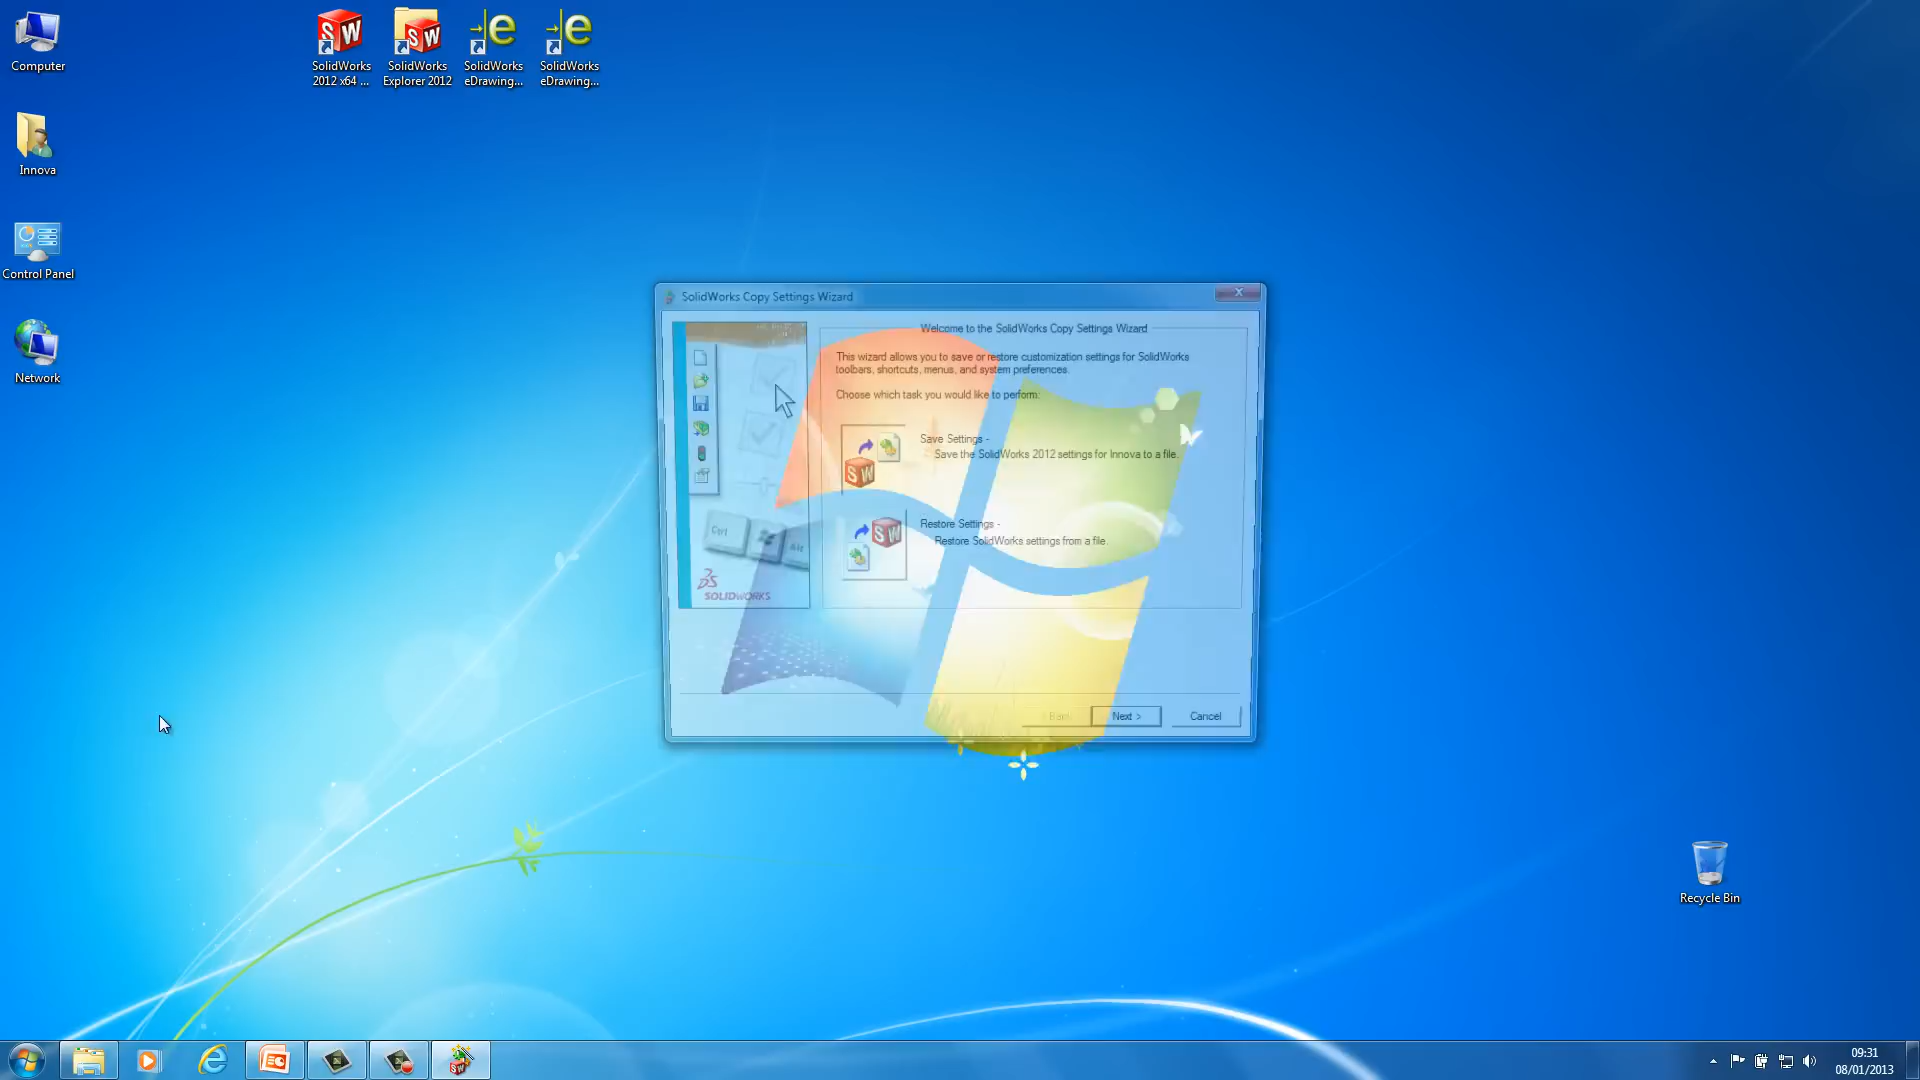 Computer
Innova
Control Panel
Network
SolidWorks
2012 x64 ...
SolidWorks
Explorer 2012
SolidWorks
eDrawing...
SolidWorks
eDrawing...
SolidWorks Copy Settings Wizard
Welcome to the SolidWorks Copy Settings Wizard
This wizard allows you to save or restore customization settings for SolidWorks
toolbars, shortcuts, menus, and system preferences.
Choose which task you would like to perform:
Save Settings -
Save the SolidWorks 2012 settings for Innova to a file.
Restore Settings -
Restore SolidWorks settings from a file.
Ctrl
Alt
SOLIDWORKS
< Back
Next >
Cancel
Recycle Bin
09:31
08/01/2013